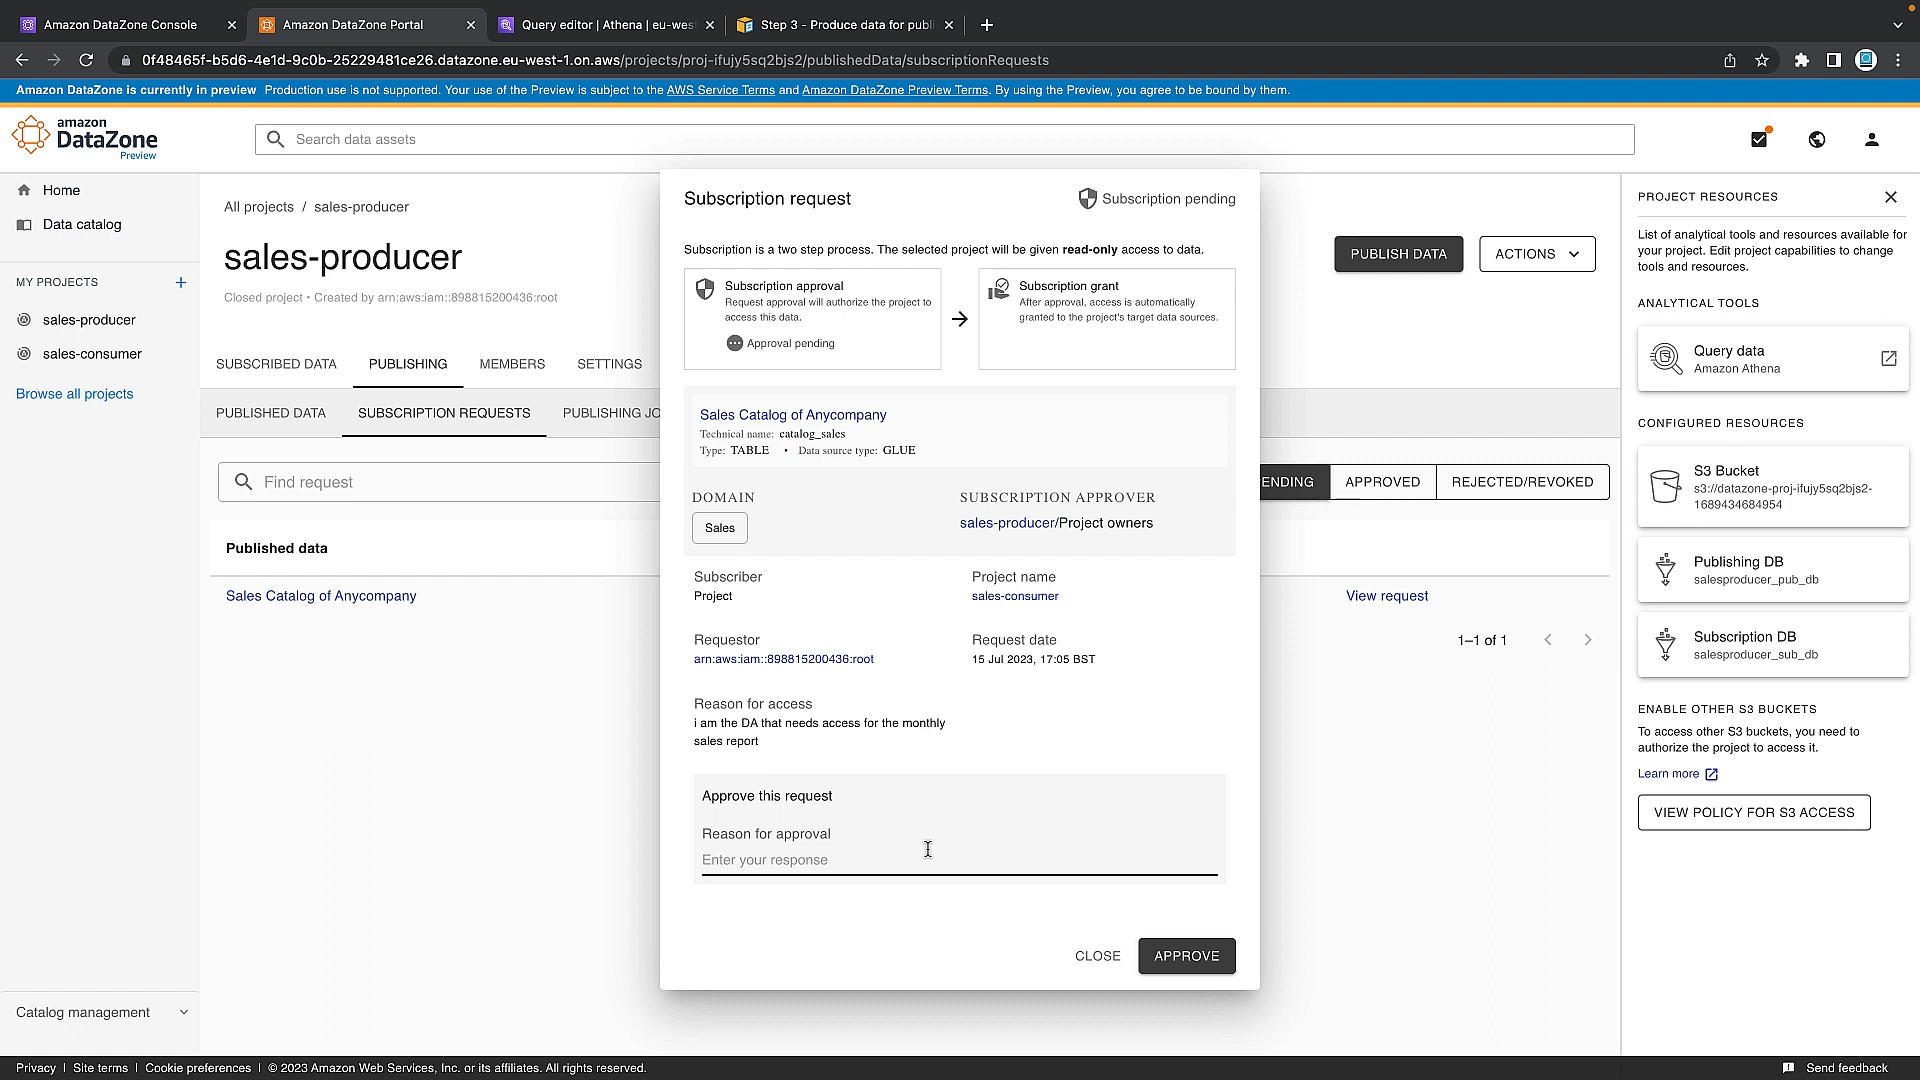 Amazon DataZone Console
Amazon DataZone Portal
Query editor | Athena | eu-wes
Step 3 - Produce data for publi
0f48465f-b5d6-4e1d-9c0b-25229481ce26.datazone.eu-west-1.on.aws/projects/proj-ifujy5sq2bjs2/publishedData/subscriptionRequests
Amazon DataZone is currently in preview Production use is not supported. Your use of the Preview is subject to the AWS Service Terms and Amazon DataZone Preview Terms. By using the Preview, you agree to be bound by them.
amazon
DataZone
Preview
Search data assets
Home
Data catalog
MY PROJECTS
sales-producer
sales-consumer
Browse all projects
Catalog management
All projects / sales-producer
sales-producer
Closed project • Created by arn:aws:iam::898815200436:root
PUBLISH DATA
ACTIONS
SUBSCRIBED DATA PUBLISHING MEMBERS SETTINGS
PUBLISHED DATA SUBSCRIPTION REQUESTS PUBLISHING JO
Find request
ENDING APPROVED REJECTED/REVOKED
Published data
Sales Catalog of Anycompany
View request
1–1 of 1
Subscription request
Subscription pending
Subscription is a two step process. The selected project will be given read-only access to data.
Subscription approval
Request approval will authorize the project to
access this data.
Approval pending
Subscription grant
After approval, access is automatically
granted to the project's target data sources.
Sales Catalog of Anycompany
Technical name: catalog_sales
Type: TABLE • Data source type: GLUE
DOMAIN
Sales
SUBSCRIPTION APPROVER
sales-producer/Project owners
Subscriber
Project
Project name
sales-consumer
Requestor
arn:aws:iam::898815200436:root
Request date
15 Jul 2023, 17:05 BST
Reason for access
i am the DA that needs access for the monthly
sales report
Approve this request
Reason for approval
Enter your response
CLOSE
APPROVE
PROJECT RESOURCES
List of analytical tools and resources available for
your project. Edit project capabilities to change
tools and resources.
ANALYTICAL TOOLS
Query data
Amazon Athena
CONFIGURED RESOURCES
S3 Bucket
s3://datazone-proj-ifujy5sq2bjs2-
1689434684954
Publishing DB
salesproducer_pub_db
Subscription DB
salesproducer_sub_db
ENABLE OTHER S3 BUCKETS
To access other S3 buckets, you need to
authorize the project to access it.
Learn more
VIEW POLICY FOR S3 ACCESS
Privacy | Site terms | Cookie preferences | © 2023 Amazon Web Services, Inc. or its affiliates. All rights reserved.
Send feedback